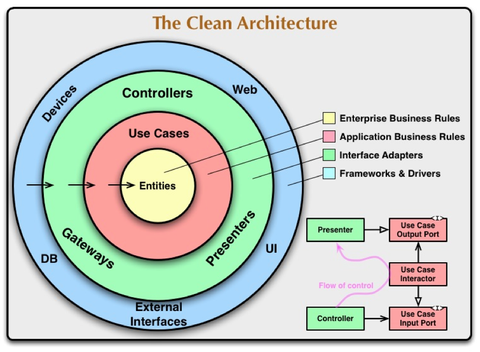 The Clean Architecture
Devices
Web
Controllers
Use Cases
Entities
Gateways
Presenters
DB
UI
External
Interfaces
Enterprise Business Rules
Application Business Rules
Interface Adapters
Frameworks & Drivers
Presenter
Use Case
Output Port
Use Case
Interactor
Flow of control
Controller
Use Case
Input Port